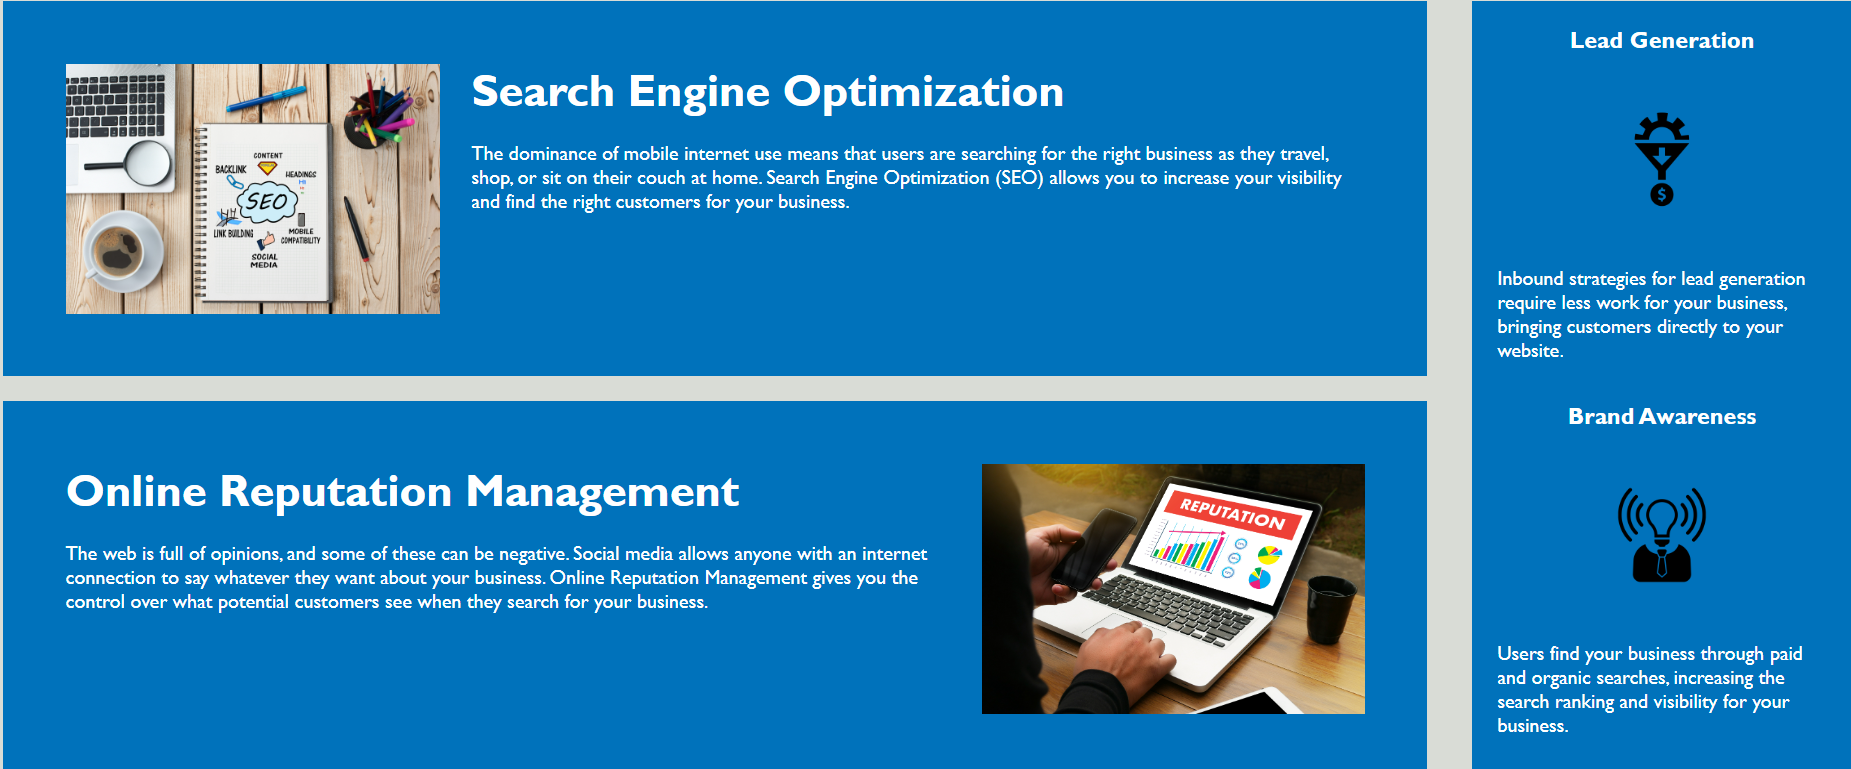 Search Engine Optimization
The dominance of mobile internet use means that users are searching for the right business as they travel,
shop, or sit on their couch at home. Search Engine Optimization (SEO) allows you to increase your visibility
and find the right customers for your business.
CONTENT
BACKLINK
HEADINGS
SEO
LINK BUILDING
MOBILE
COMPATIBILITY
SOCIAL
MEDIA
Online Reputation Management
The web is full of opinions, and some of these can be negative. Social media allows anyone with an internet
connection to say whatever they want about your business. Online Reputation Management gives you the
control over what potential customers see when they search for your business.
REPUTATION
Lead Generation
$
Inbound strategies for lead generation
require less work for your business,
bringing customers directly to your
website.
Brand Awareness
Users find your business through paid
and organic searches, increasing the
search ranking and visibility for your
business.